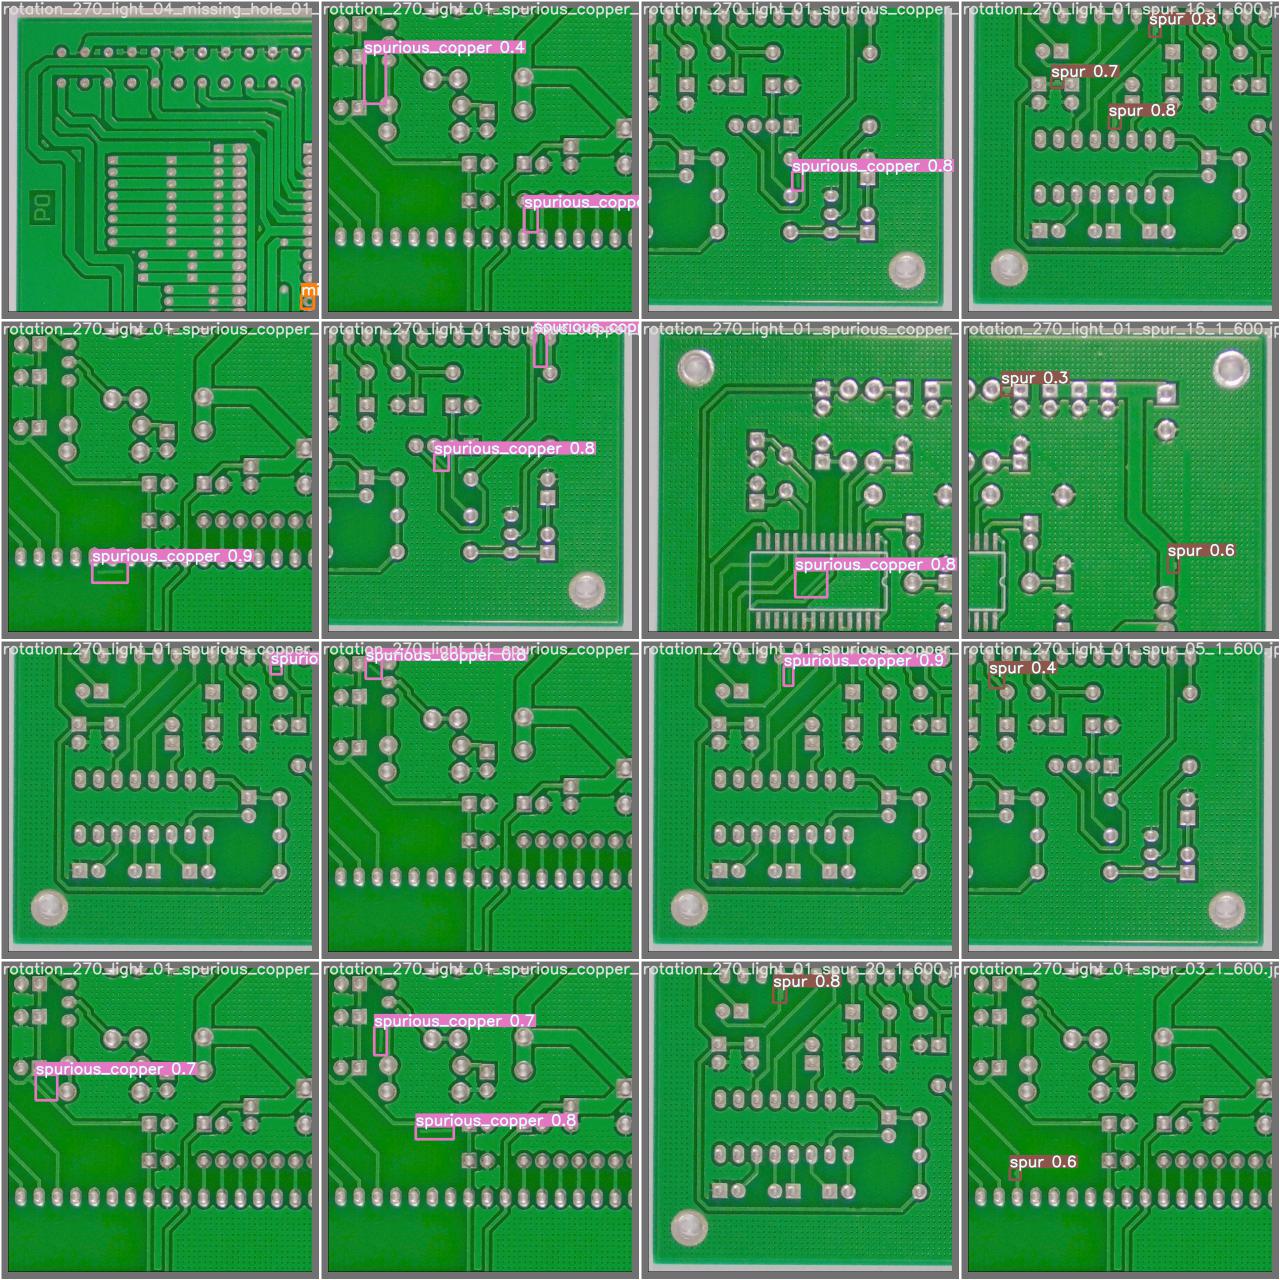 rotation_270_light_04_missing_hole_01_
rotation_270_light_01_spurious_copper_
rotation_270_light_01_spurious_copper_
rotation_270_light_01_spur_16_1_600.jp
spurious_copper 0.4
spurious_cope
spurious_copper 0.8
spur 0.8
spur 0.7
spur 0.8
PO
mi
rotation_270_light_01_spurious_copper_
rotation_270_light_01_spurious_copper_
rotation_270_light_01_spurious_copper_
rotation_270_light_01_spur_15_1_600.jp
spurious_copper 0.9
spurious_cop
spurious_copper 0.8
spurious_copper 0.8
spur 0.3
spur 0.6
rotation_270_light_01_spurious_copper_
rotation_270_light_01_spurious_copper_
rotation_270_light_01_spurious_copper_
rotation_270_light_01_spur_05_1_600.jp
spurio
spurious_copper 0.8
spurious_copper 0.9
spur 0.4
rotation_270_light_01_spurious_copper_
rotation_270_light_01_spurious_copper_
rotation_270_light_01_spur_20_1_600.jp
rotation_270_light_01_spur_03_1_600.jp
spurious_copper 0.7
spurious_copper 0.7
spurious_copper 0.8
spur 0.8
spur 0.6